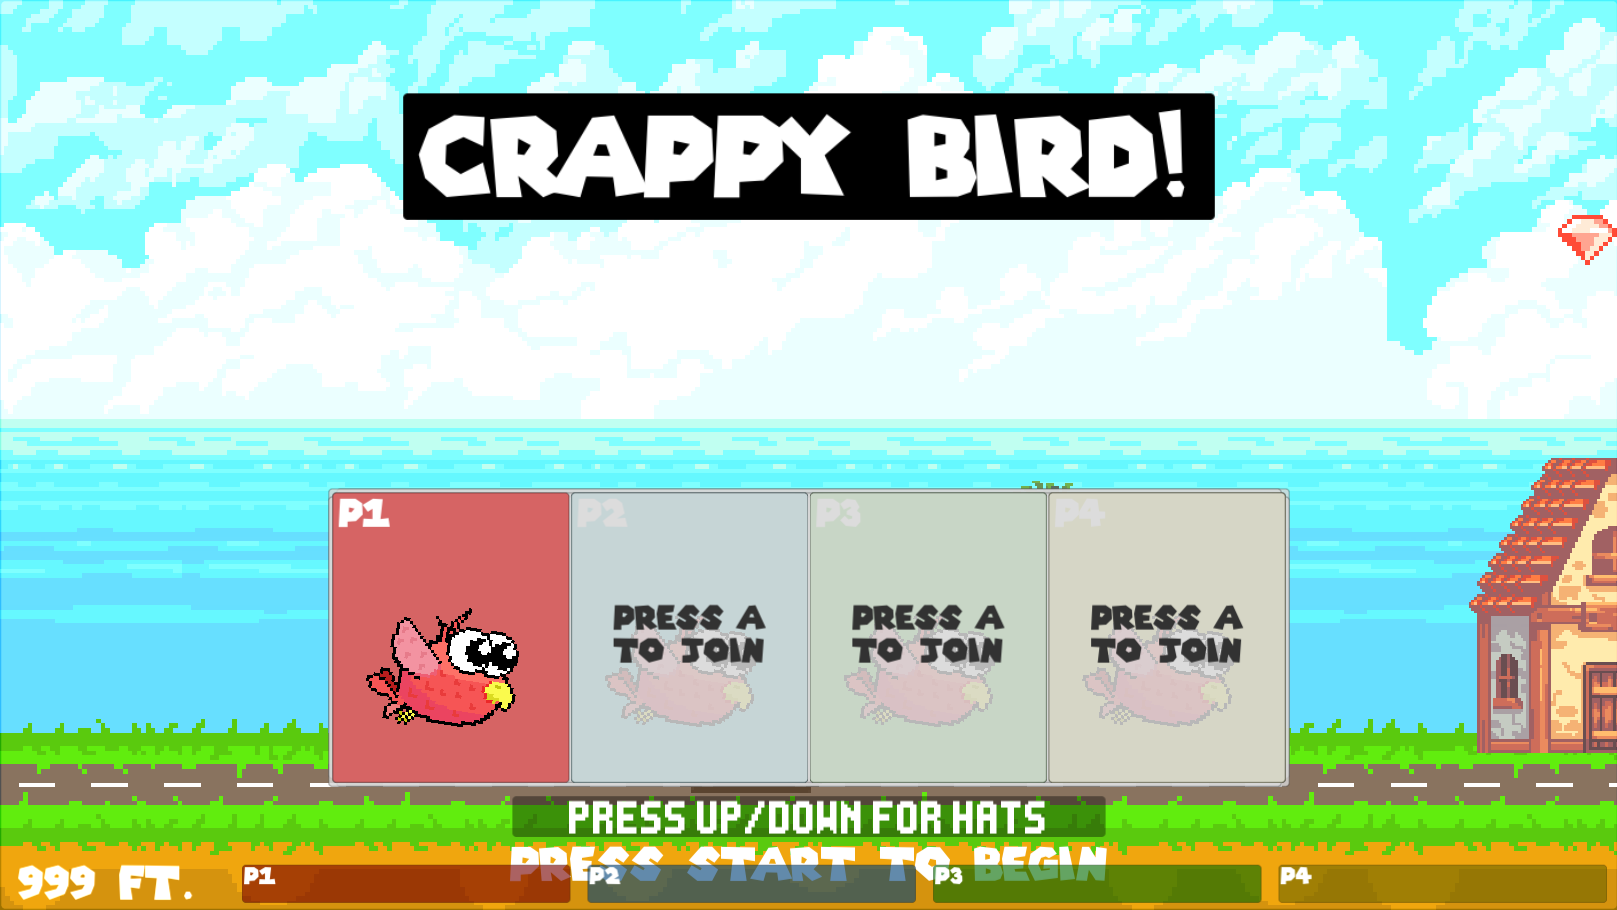 CRAPPY BIRD!
P1
P2
P3
P4
PRESS A
TO JOIN
PRESS A
TO JOIN
PRESS A
TO JOIN
PRESS UP/DOWN FOR HATS
PRESS START TO BEGIN
999 FT.
P1
P2
P3
P4